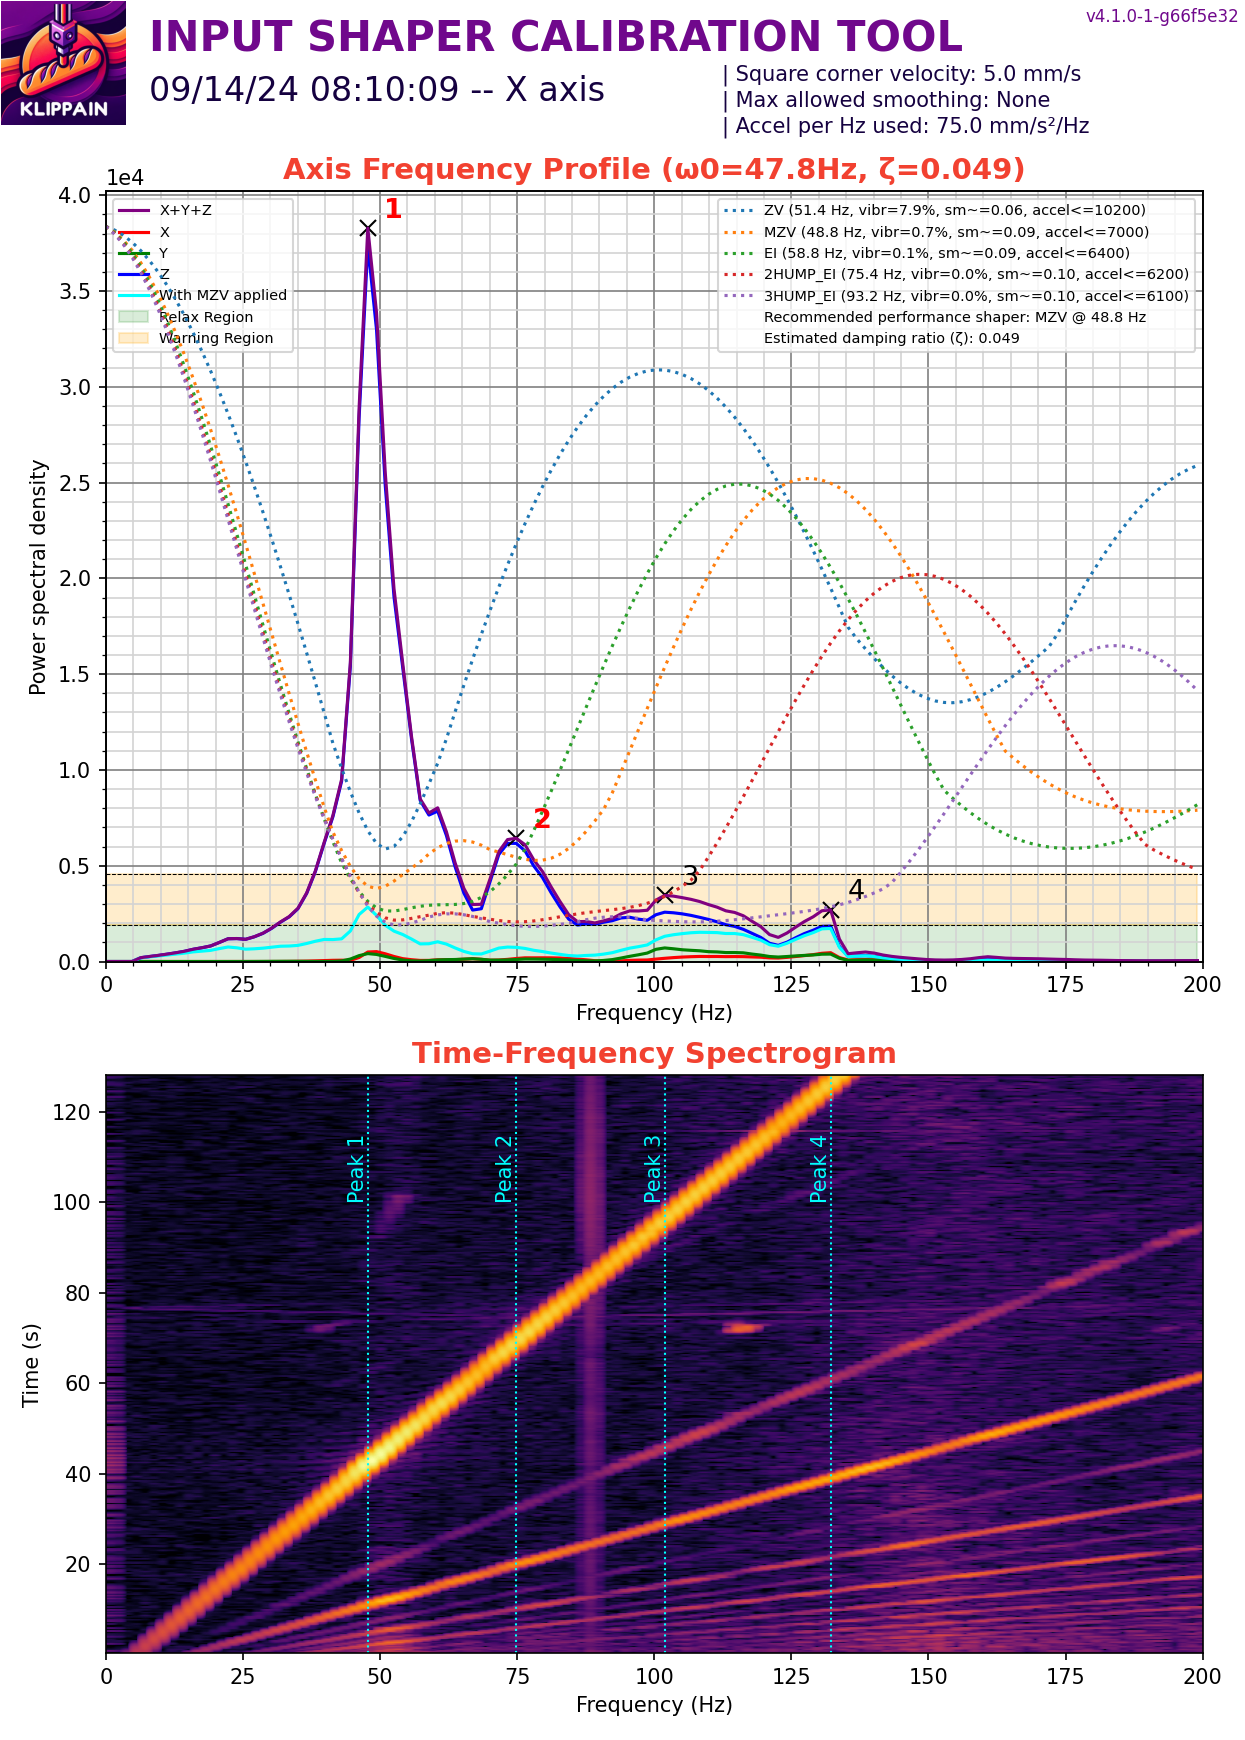 v4.1.0-1-g66f5e32
INPUT SHAPER CALIBRATION TOOL
09/14/24 08:10:09 -- X axis
| Square corner velocity: 5.0 mm/s
| Max allowed smoothing: None
| Accel per Hz used: 75.0 mm/s²/Hz
KLIPPAIN
Axis Frequency Profile (ω0=47.8Hz, ζ=0.049)
1e4
4.0
3.5
3.0
2.5
2.0
1.5
1.0
0.5
0.0
Power spectral density
X+Y+Z
X
Y
Z
With MZV applied
Relax Region
Warning Region
ZV (51.4 Hz, vibr=7.9%, sm~=0.06, accel<=10200)
MZV (48.8 Hz, vibr=0.7%, sm~=0.09, accel<=7000)
EI (58.8 Hz, vibr=0.1%, sm~=0.09, accel<=6400)
2HUMP_EI (75.4 Hz, vibr=0.0%, sm~=0.10, accel<=6200)
3HUMP_EI (93.2 Hz, vibr=0.0%, sm~=0.10, accel<=6100)
Recommended performance shaper: MZV @ 48.8 Hz
Estimated damping ratio (ζ): 0.049
1
2
3
4
0 25 50 75 100 125 150 175 200
Frequency (Hz)
Time-Frequency Spectrogram
120
100
80
60
40
20
Time (s)
Peak 1
Peak 2
Peak 3
Peak 4
0 25 50 75 100 125 150 175 200
Frequency (Hz)